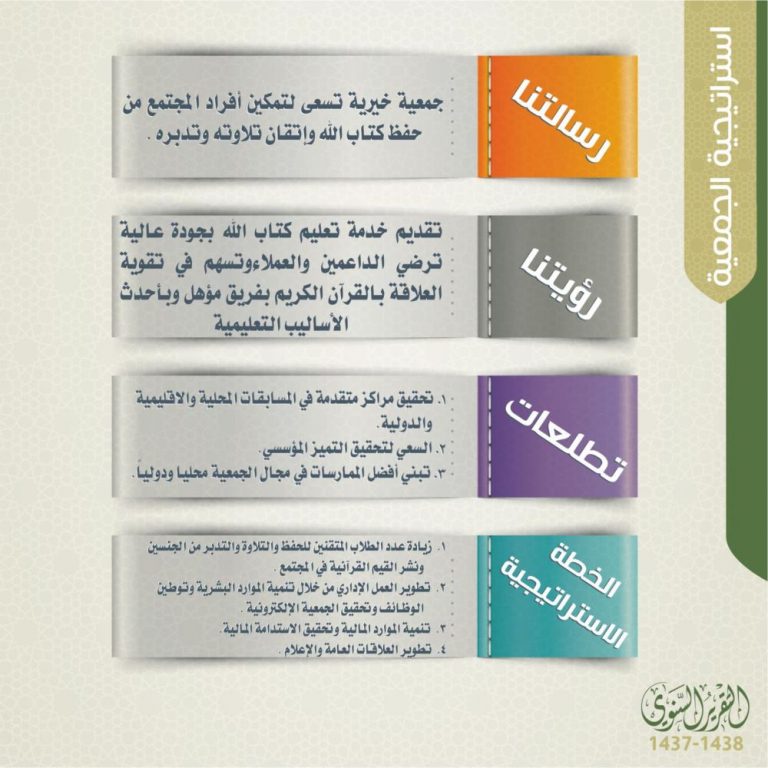 استراتيجية الجمعية
رسالتنا
جمعية خيرية تسعى لتمكين أفراد المجتمع من
حفظ كتاب الله وإتقان تلاوته وتدبره .
رؤيتنا
تقديم خدمة تعليم كتاب الله بجودة عالية
ترضي الداعمين والعملاءوتسهم في تقوية
العلاقة بالقرآن الكريم بفريق مؤهل وبأحدث
الأساليب التعليمية
تطلعات
١. تحقيق مراكز متقدمة في المسابقات المحلية والاقليمية
والدولية.
٢. السعي لتحقيق التميز المؤسسي.
٣. تبني أفضل الممارسات في مجال الجمعية محليا ودولياً.
الخطة
الاستراتيجية
١. زيادة عدد الطلاب المتقنين للحفظ والتلاوة والتدبر من الجنسين
ونشر القيم القرآنية في المجتمع .
٢. تطوير العمل الإداري من خلال تنمية الموارد البشرية وتوطين
الوظائف وتحقيق الجمعية الإلكترونية .
٣. تنمية الموارد المالية وتحقيق الاستدامة المالية.
٤. تطوير العلاقات العامة والإعلام .
التقرير السنوي
1437-1438